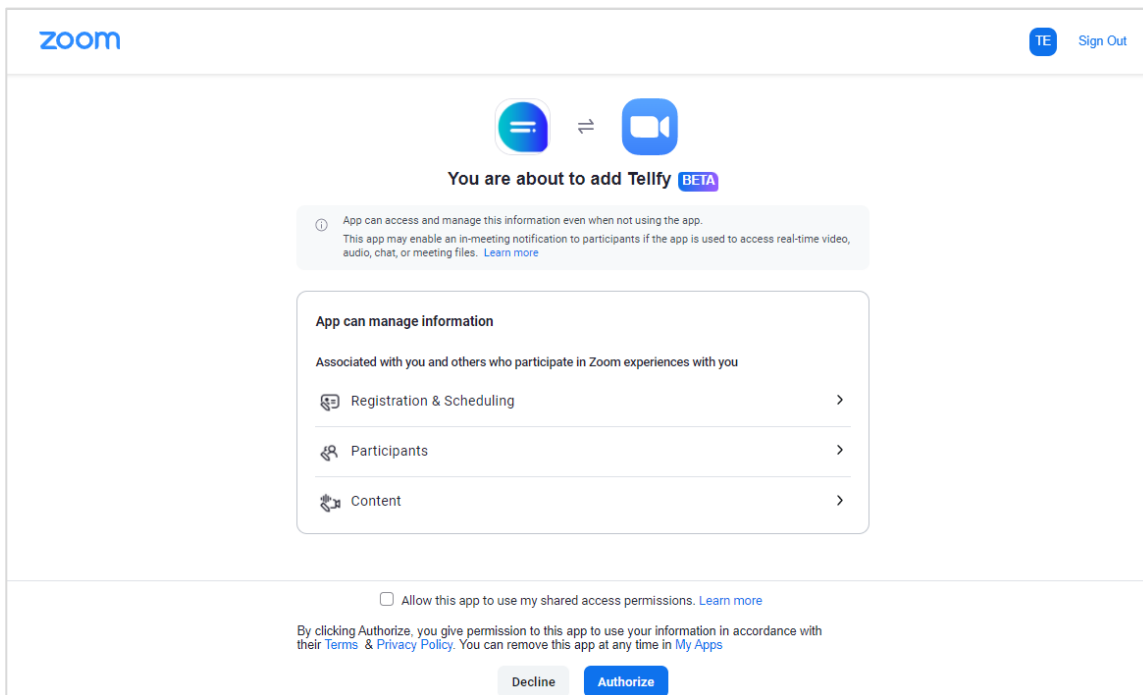 zoom
TE Sign Out
You are about to add Tellfy BETA
App can access and manage this information even when not using the app.
This app may enable an in-meeting notification to participants if the app is used to access real-time video,
audio, chat, or meeting files. Learn more
App can manage information
Associated with you and others who participate in Zoom experiences with you
Registration & Scheduling
Participants
Content
Allow this app to use my shared access permissions. Learn more
By clicking Authorize, you give permission to this app to use your information in accordance with
their Terms & Privacy Policy. You can remove this app at any time in My Apps
Decline Authorize